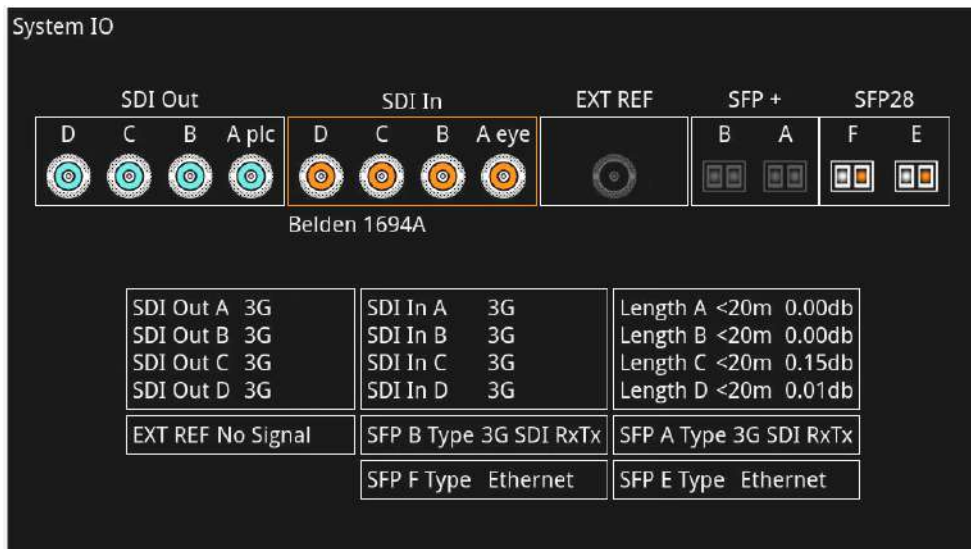 System IO
SDI Out SDI In EXT REF SFP + SFP28
D C B A plc D C B A eye B A F E
Belden 1694A
SDI Out A 3G
SDI Out B 3G
SDI Out C 3G
SDI Out D 3G
SDI In A 3G
SDI In B 3G
SDI In C 3G
SDI In D 3G
Length A <20m 0.00db
Length B <20m 0.00db
Length C <20m 0.15db
Length D <20m 0.01db
EXT REF No Signal
SFP B Type 3G SDI RxTx
SFP A Type 3G SDI RxTx
SFP F Type Ethernet
SFP E Type Ethernet